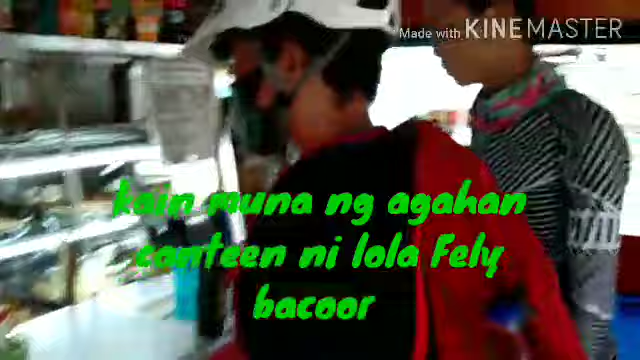 Made with KINEMASTER
kain muna ng agahan
canteen ni lola Fely
bacoor